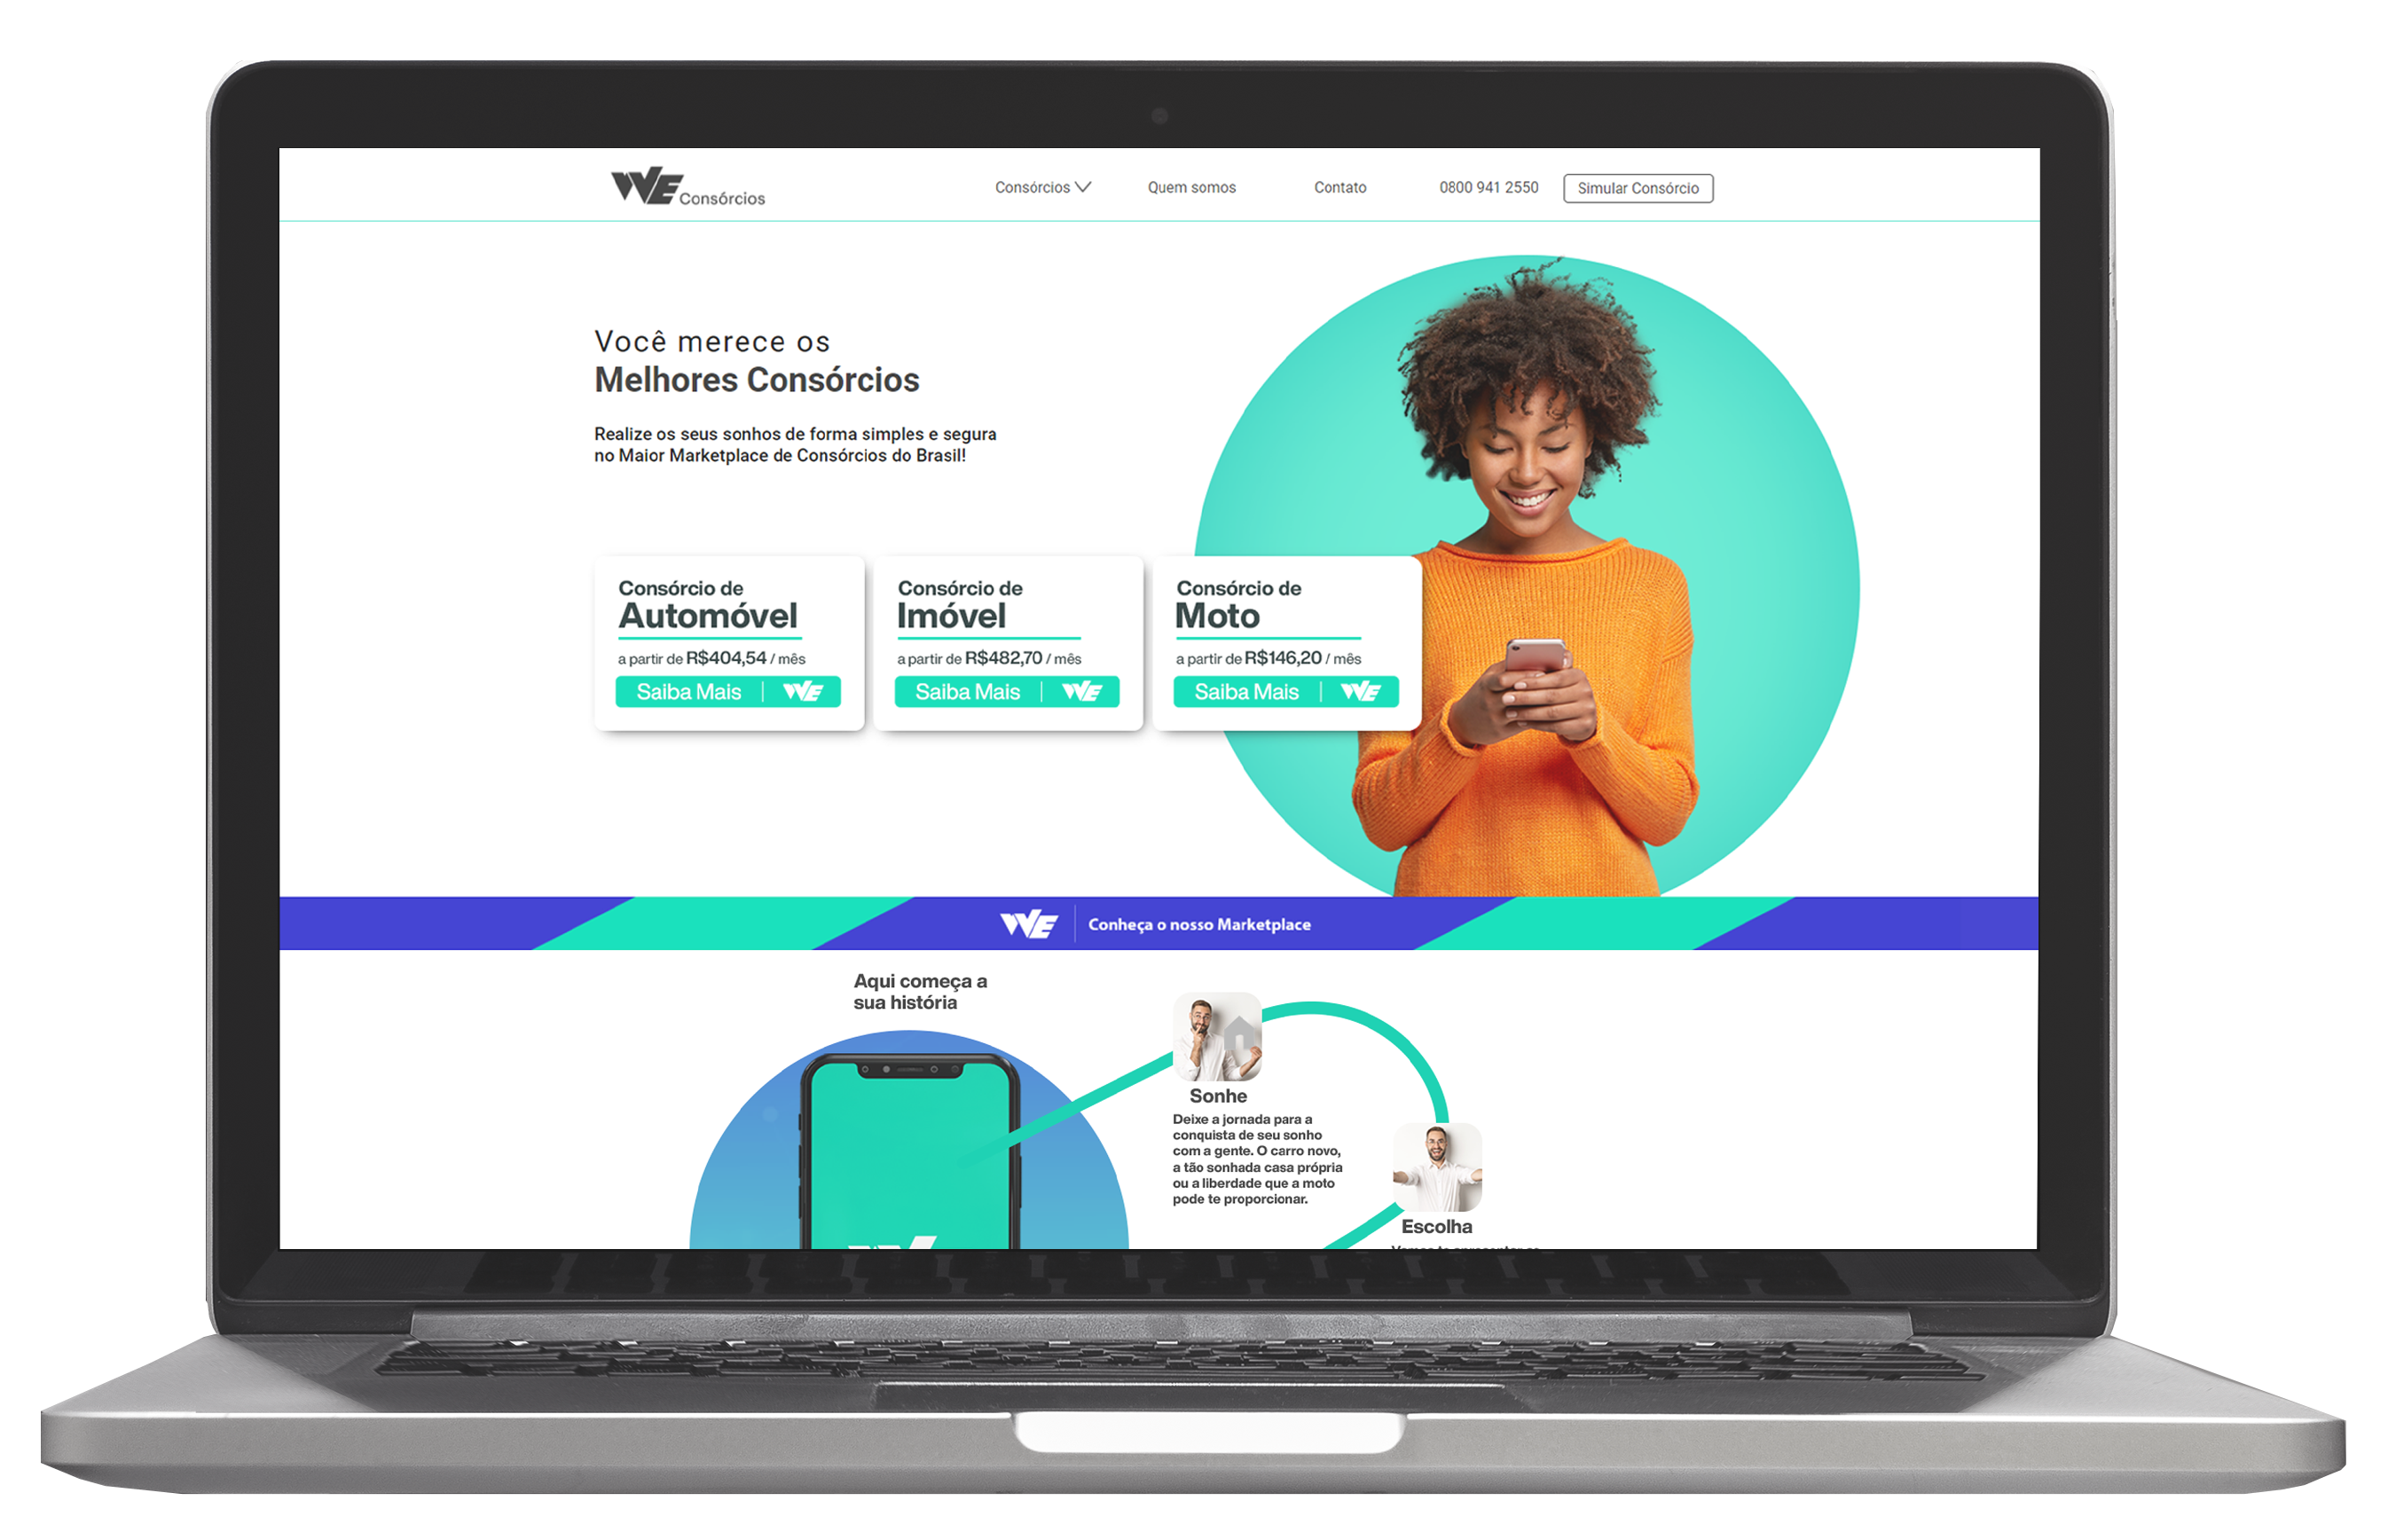 WE Consórcios
Consórcios
Quem somos
Contato
0800 941 2550
Simular Consórcio
Você merece os
Melhores Consórcios
Realize os seus sonhos de forma simples e segura
no Maior Marketplace de Consórcios do Brasil!
Consórcio de
Automóvel
a partir de R$404,54 / mês
Saiba Mais | WE
Consórcio de
Imóvel
a partir de R$482,70 / mês
Saiba Mais | WE
Consórcio de
Moto
a partir de R$146,20 / mês
Saiba Mais | WE
WE | Conheça o nosso Marketplace
Aqui começa a
sua história
Sonhe
Deixe a jornada para a
conquista de seu sonho
com a gente. O carro novo,
a tão sonhada casa própria
ou a liberdade que a moto
pode te proporcionar.
Escolha